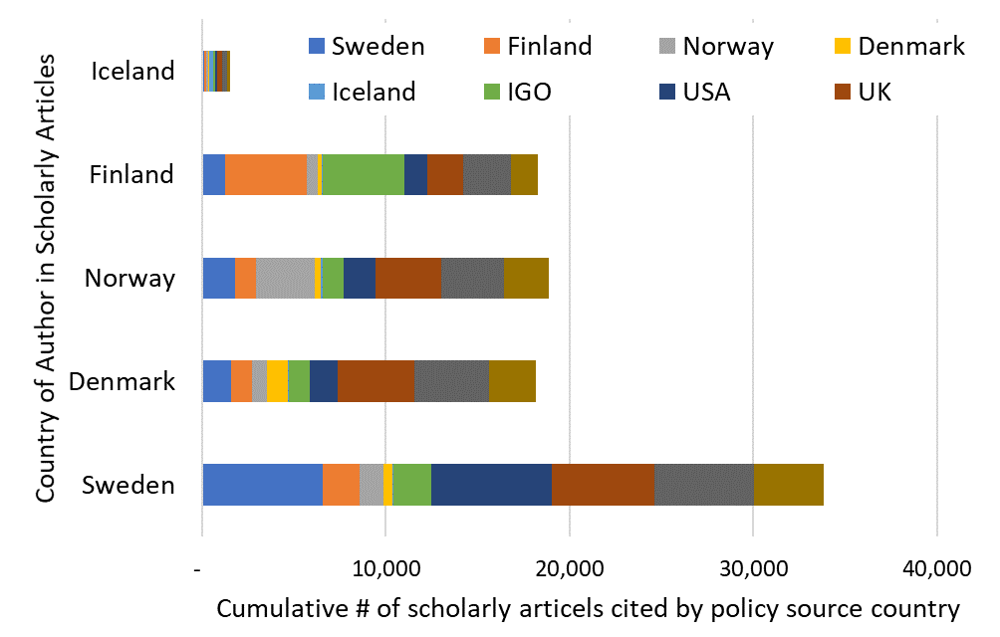 Sweden Finland Norway Denmark
Iceland IGO USA UK
Country of Author in Scholarly Articles
Iceland
Finland
Norway
Denmark
Sweden
- 10,000 20,000 30,000 40,000
Cumulative # of scholarly articels cited by policy source country